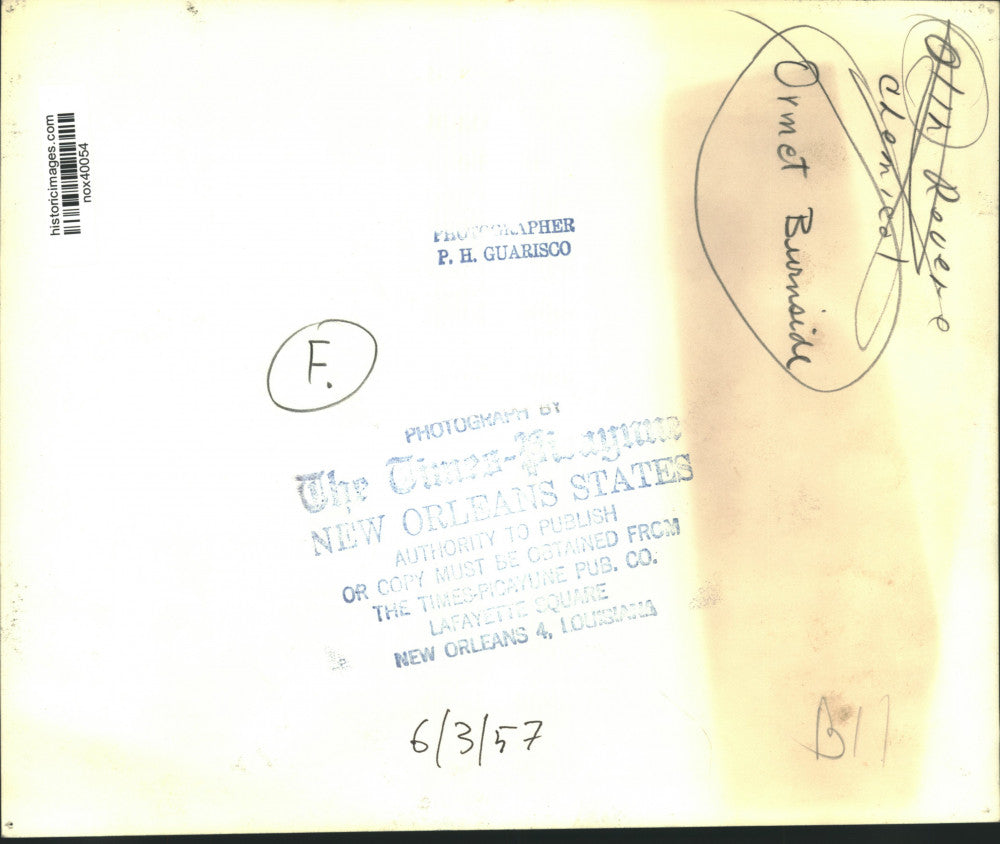 historicimages.com
nox40054
PHOTOGRAPHER
P. H. GUARISCO
F.
PHOTOGRAPH BY
The Times-Picayune
NEW ORLEANS STATES
AUTHORITY TO PUBLISH
OR COPY MUST BE OBTAINED FROM
THE TIMES-PICAYUNE PUB. CO.
LAFAYETTE SQUARE
NEW ORLEANS 4, LOUISIANA
6/3/57
Olin Revere
Chemical
Ormet Burnside